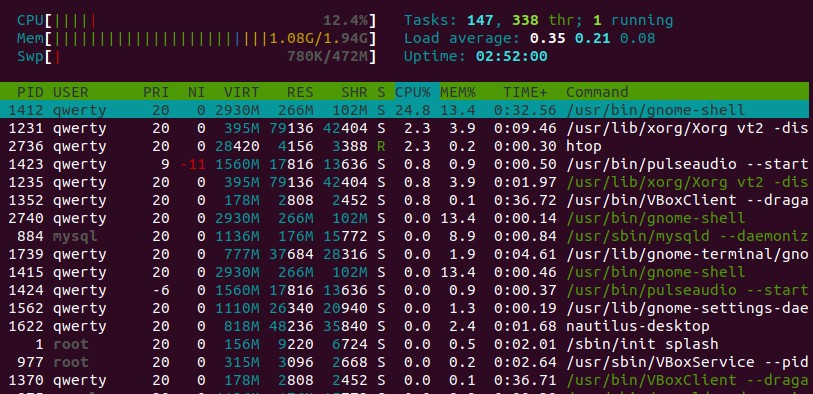 CPU[||||| 12.4%] Tasks: 147, 338 thr; 1 running
Mem[||||||||||||||||||||||||1.08G/1.94G] Load average: 0.35 0.21 0.08
Swp[| 780K/472M] Uptime: 02:52:00
PID USER PRI NI VIRT RES SHR S CPU% MEM% TIME+ Command
1412 qwerty 20 0 2930M 266M 102M S 24.8 13.4 0:32.56 /usr/bin/gnome-shell
1231 qwerty 20 0 395M 79136 42404 S 2.3 3.9 0:09.46 /usr/lib/xorg/Xorg vt2 -dis
2736 qwerty 20 0 28420 4156 3388 R 2.3 0.2 0:00.30 htop
1423 qwerty 9 -11 1560M 17816 13636 S 0.8 0.9 0:00.50 /usr/bin/pulseaudio --start
1235 qwerty 20 0 395M 79136 42404 S 0.8 3.9 0:01.97 /usr/lib/xorg/Xorg vt2 -dis
1352 qwerty 20 0 178M 2808 2452 S 0.8 0.1 0:36.72 /usr/bin/VBoxClient --draga
2740 qwerty 20 0 2930M 266M 102M S 0.0 13.4 0:00.14 /usr/bin/gnome-shell
884 mysql 20 0 1136M 176M 15772 S 0.0 8.9 0:00.84 /usr/sbin/mysqld --daemoniz
1739 qwerty 20 0 777M 37684 28316 S 0.0 1.9 0:04.61 /usr/lib/gnome-terminal/gno
1415 qwerty 20 0 2930M 266M 102M S 0.0 13.4 0:00.46 /usr/bin/gnome-shell
1424 qwerty -6 0 1560M 17816 13636 S 0.0 0.9 0:00.37 /usr/bin/pulseaudio --start
1562 qwerty 20 0 1110M 26340 20940 S 0.0 1.3 0:00.19 /usr/lib/gnome-settings-dae
1622 qwerty 20 0 818M 48236 35840 S 0.0 2.4 0:01.68 nautilus-desktop
1 root 20 0 156M 9220 6724 S 0.0 0.5 0:02.01 /sbin/init splash
977 root 20 0 315M 3096 2668 S 0.0 0.2 0:02.64 /usr/sbin/VBoxService --pid
1370 qwerty 20 0 178M 2808 2452 S 0.0 0.1 0:36.71 /usr/bin/VBoxClient --draga